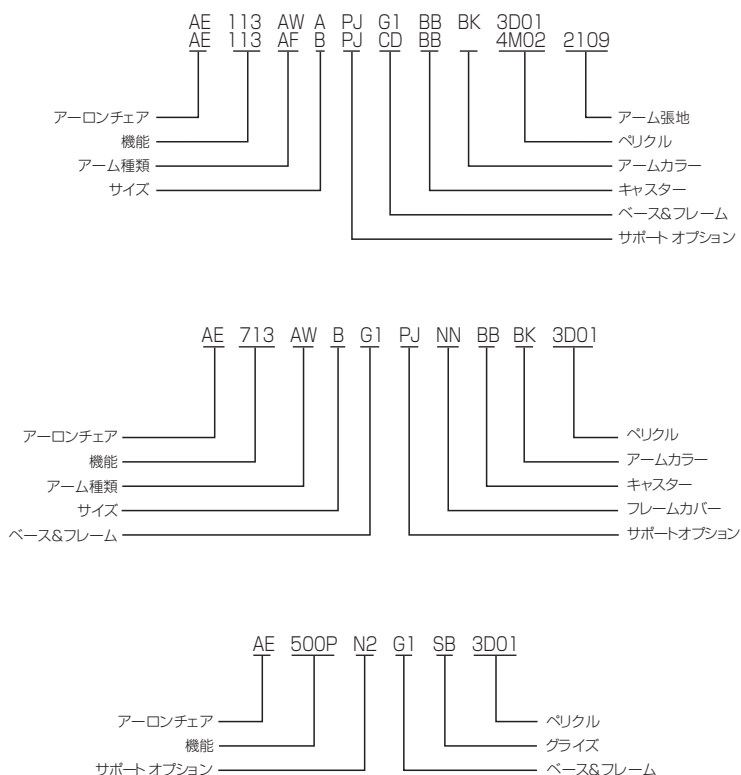 AE 113 AW A PJ G1 BB BK 3D01
AE 113 AF B PJ CD BB 4M02 2109
アーロンチェア
機能
アーム種類
サイズ
アーム張地
ペリクル
アームカラー
キャスター
ベース&フレーム
サポート オプション
AE 713 AW B G1 PJ NN BB BK 3D01
アーロンチェア
機能
アーム種類
サイズ
ベース&フレーム
ペリクル
アームカラー
キャスター
フレームカバー
サポートオプション
AE 500P N2 G1 SB 3D01
アーロンチェア
機能
サポート オプション
ペリクル
グライズ
ベース&フレーム